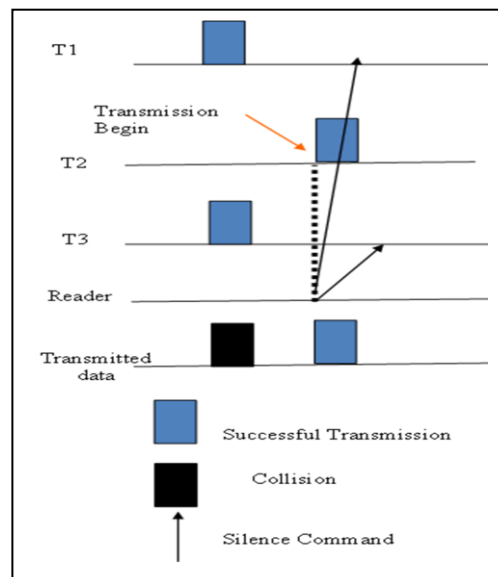 T1
Transmission
Begin
T2
T3
Reader
Transmitted
data
Successful Transmission
Collision
Silence Command